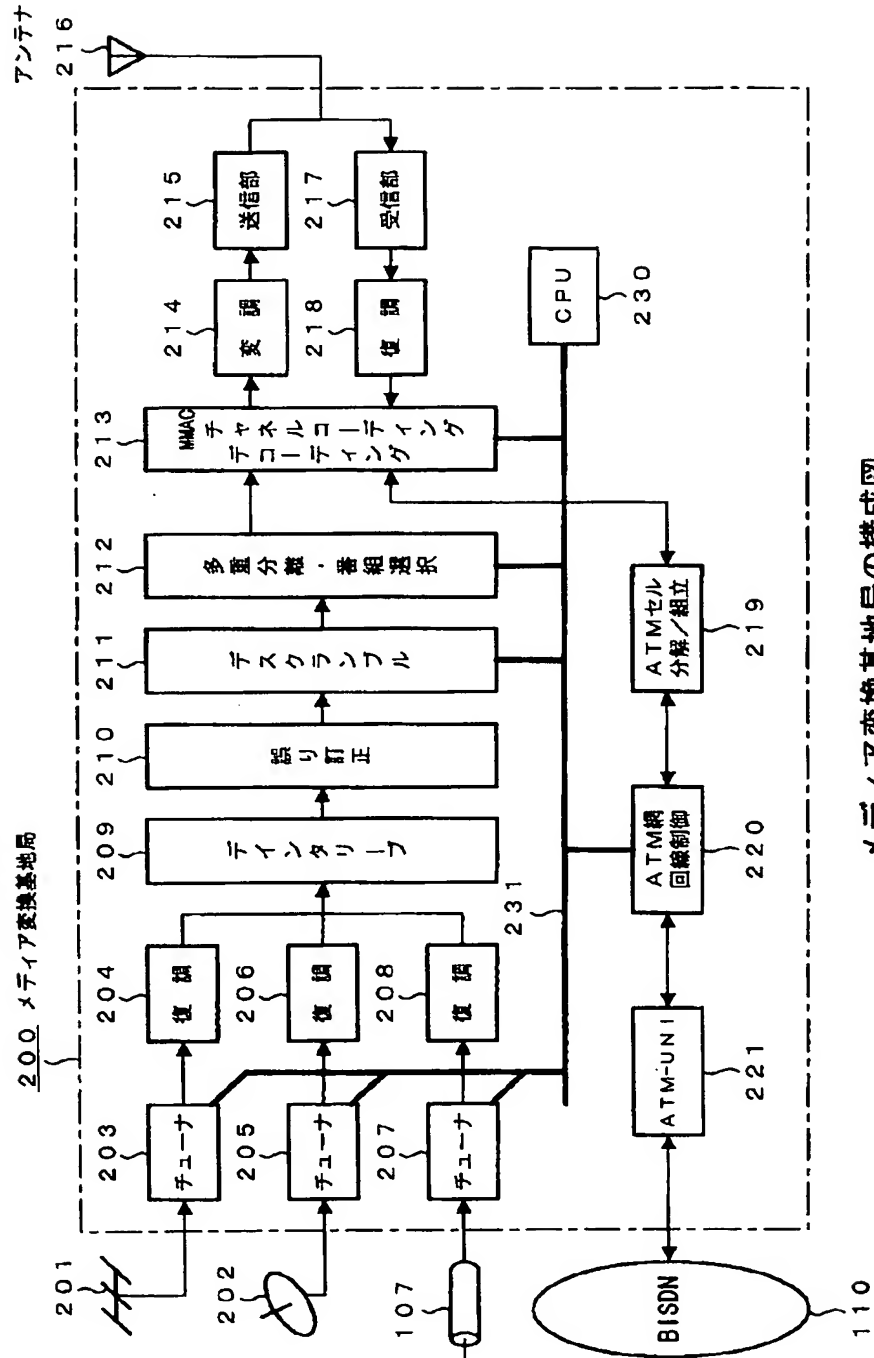 200 メディア変換基地局
アンテナ
216
201
202
107
110
BISDN
203
チューナ
205
チューナ
207
チューナ
204
復調
206
復調
208
復調
209
デインタリーブ
210
誤り訂正
211
デスクランブル
212
多重分離・番組選択
213
MMAC
チャネルコーディング
デコーディング
214
変調
215
送信部
217
受信部
218
復調
CPU
230
231
ATMセル
分解/組立
219
ATM網
回線制御
220
ATM-UNI
221
メディア変換基地局の構成図